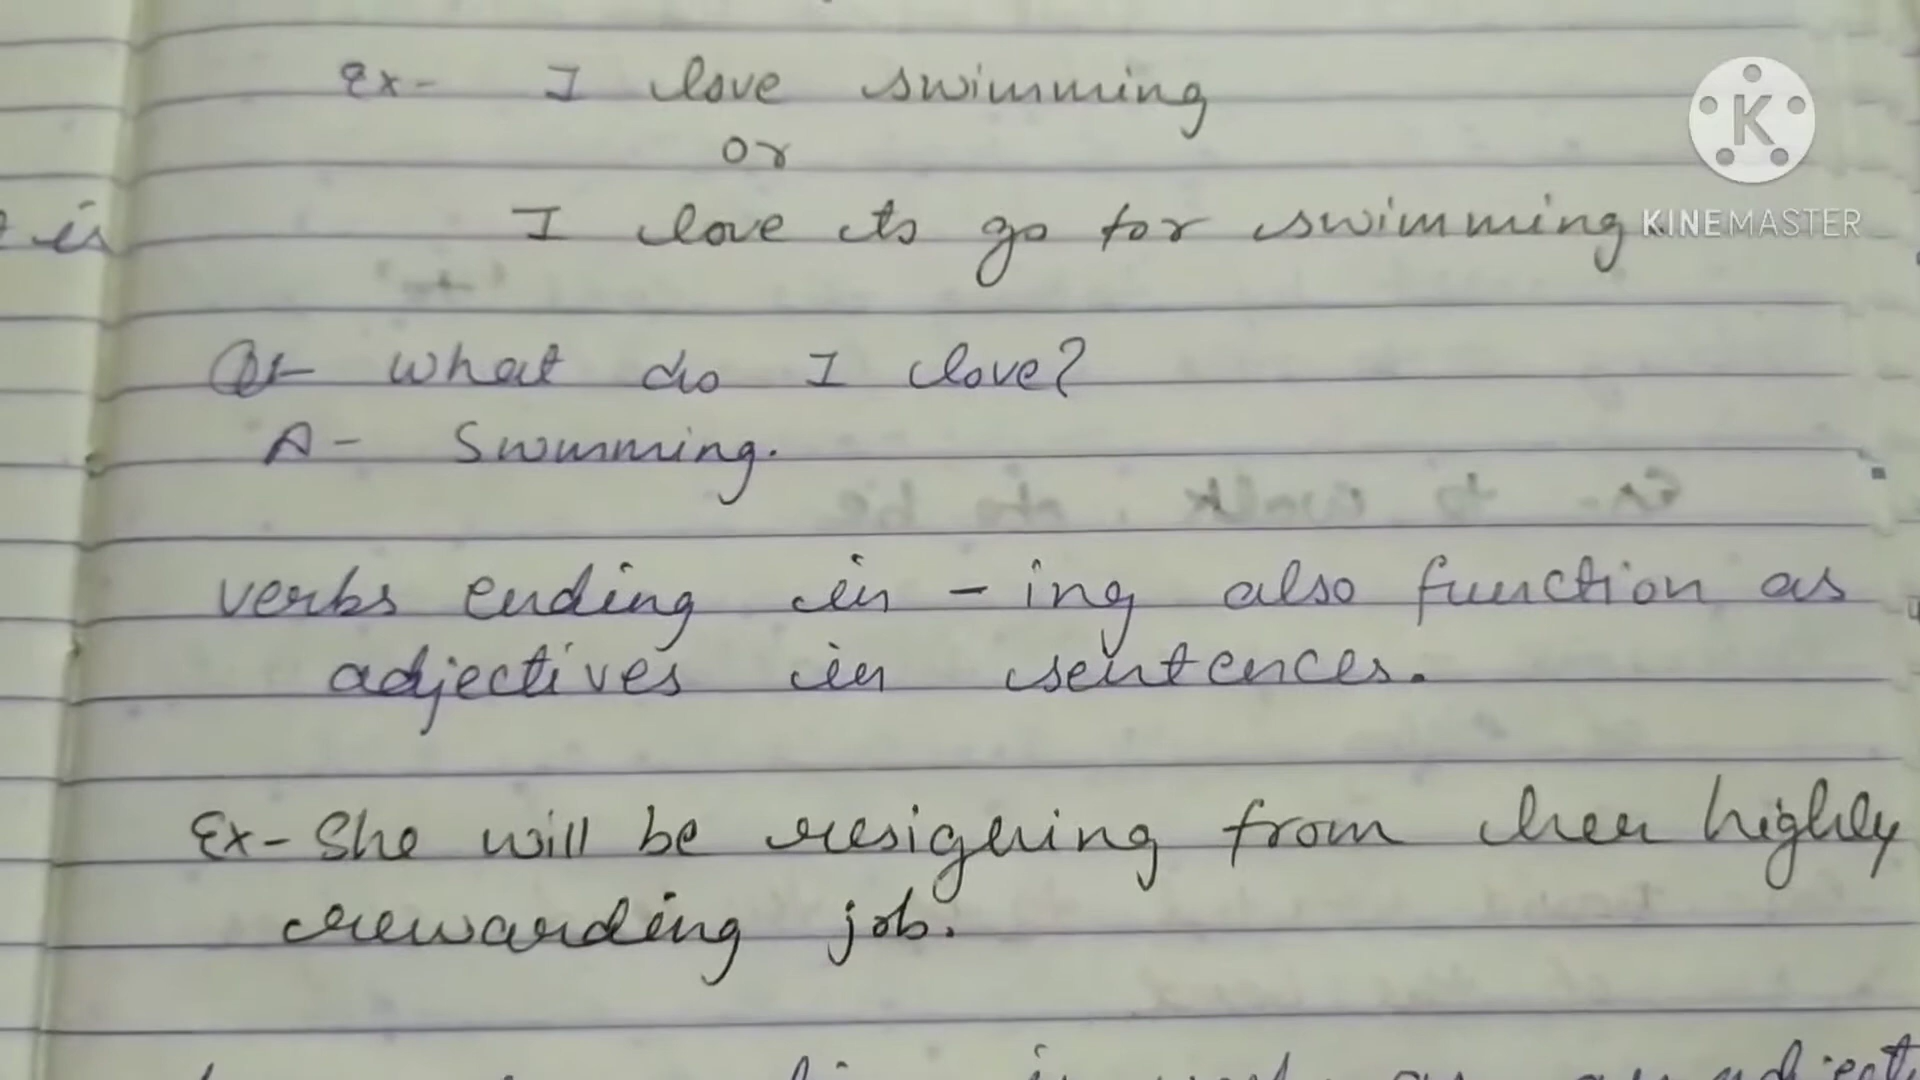 Ex- I love swimming
or
I love to go for swimming
KINEMASTER
is
Q- What do I love?
A- Swimming.
verbs ending in -ing also function as
adjectives in sentences.
Ex- She will be resigning from her highly
rewarding job.